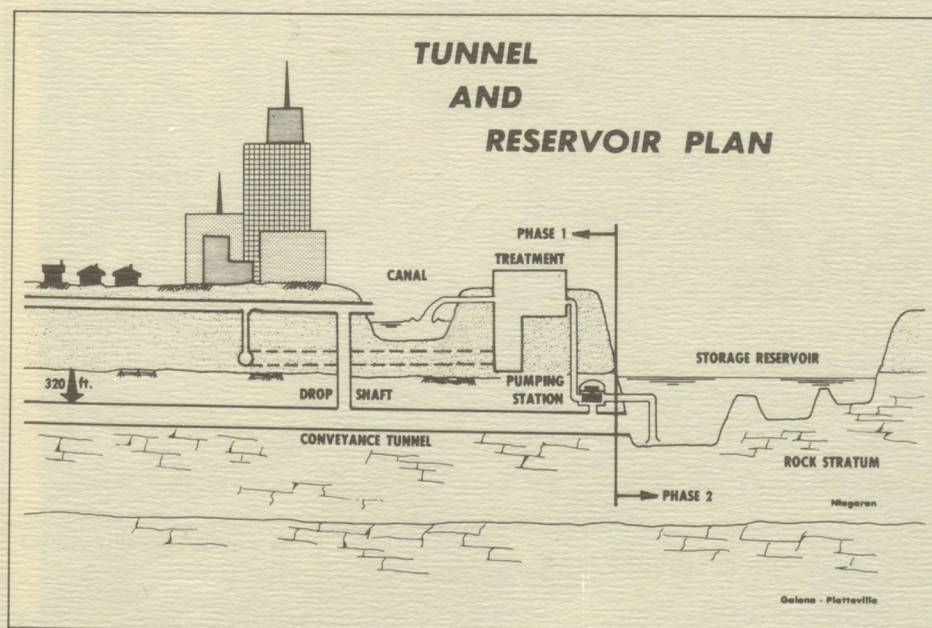 TUNNEL
AND
RESERVOIR PLAN
PHASE 1
TREATMENT
CANAL
STORAGE RESERVOIR
320 ft.
DROP SHAFT
PUMPING
STATION
CONVEYANCE TUNNEL
ROCK STRATUM
PHASE 2
Niagaran
Galena - Platteville